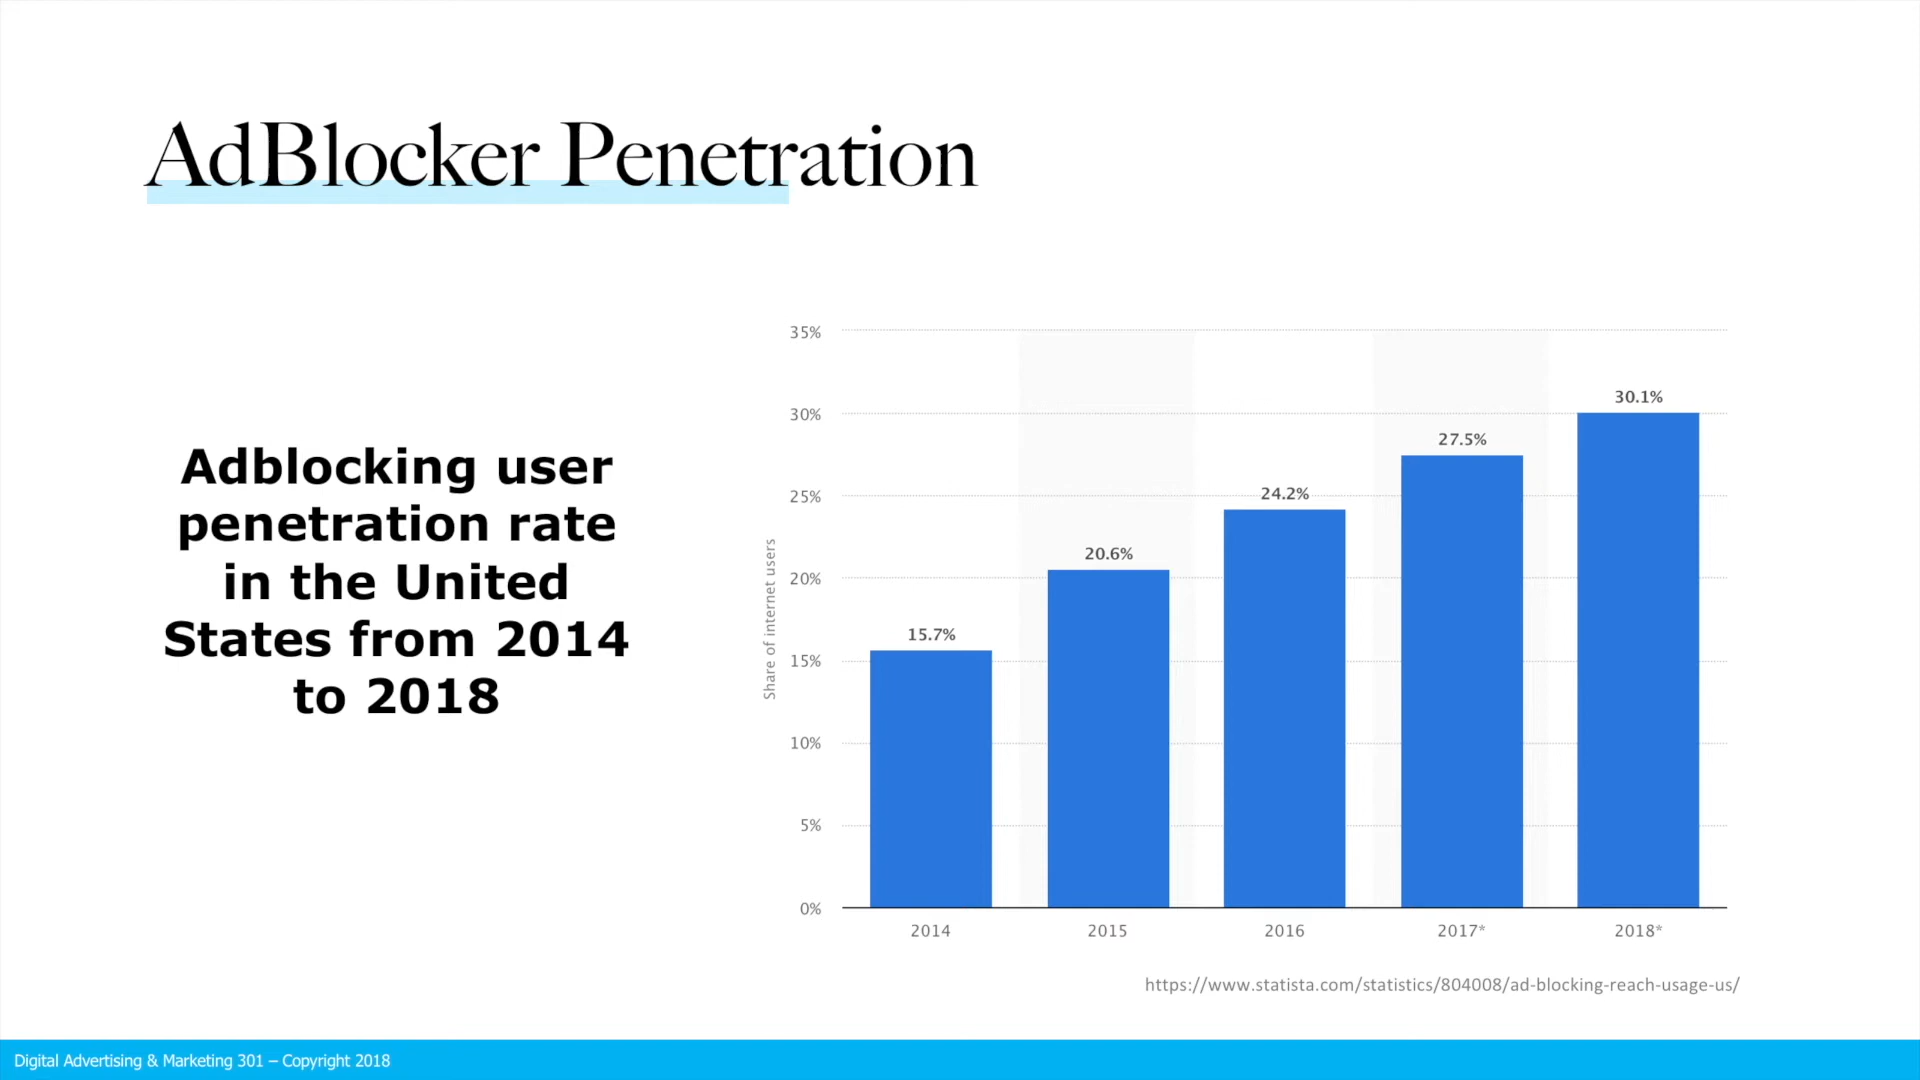 AdBlocker Penetration
Adblocking user
penetration rate
in the United
States from 2014
to 2018
Share of internet users
35%
30%
25%
20%
15%
10%
5%
0%
15.7%
20.6%
24.2%
27.5%
30.1%
2014
2015
2016
2017*
2018*
https://www.statista.com/statistics/804008/ad-blocking-reach-usage-us/
Digital Advertising & Marketing 301 – Copyright 2018